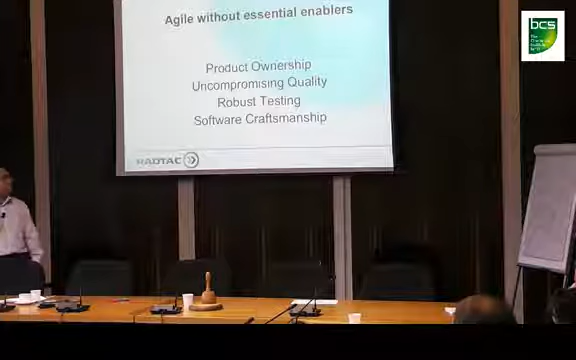 Agile without essential enablers
Product Ownership
Uncompromising Quality
Robust Testing
Software Craftsmanship
RADTAC
bcs